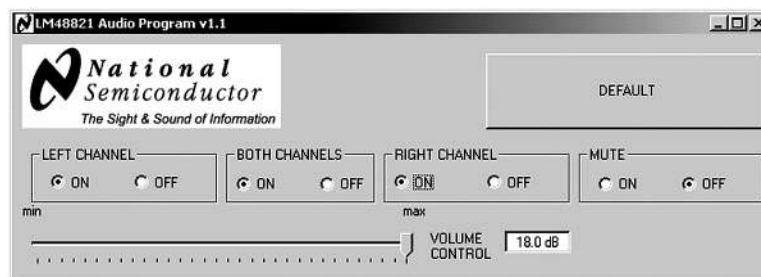 LM48821 Audio Program v1.1
National
Semiconductor
The Sight & Sound of Information
DEFAULT
LEFT CHANNEL
ON OFF
BOTH CHANNELS
ON OFF
RIGHT CHANNEL
ON OFF
MUTE
ON OFF
min max
VOLUME
CONTROL
18.0 dB